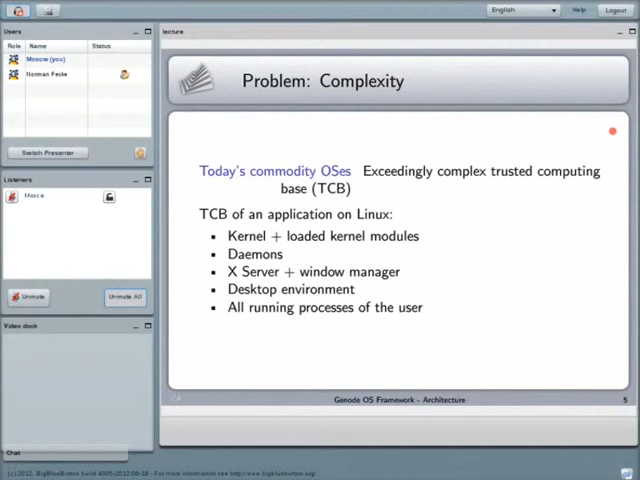 English
Help
Logout
Users
Role Name Status
Moscow (you)
Norman Feske
Switch Presenter
Listeners
Unmute
Unmute All
Video dock
Chat
lecture
Problem: Complexity
Today's commodity OSes Exceedingly complex trusted computing
base (TCB)
TCB of an application on Linux:
Kernel + loaded kernel modules
Daemons
X Server + window manager
Desktop environment
All running processes of the user
Genode OS Framework - Architecture
5
(c) 2012, BigBlueButton build 4005-2012-06-16 - For more information see http://www.bigbluebutton.org/